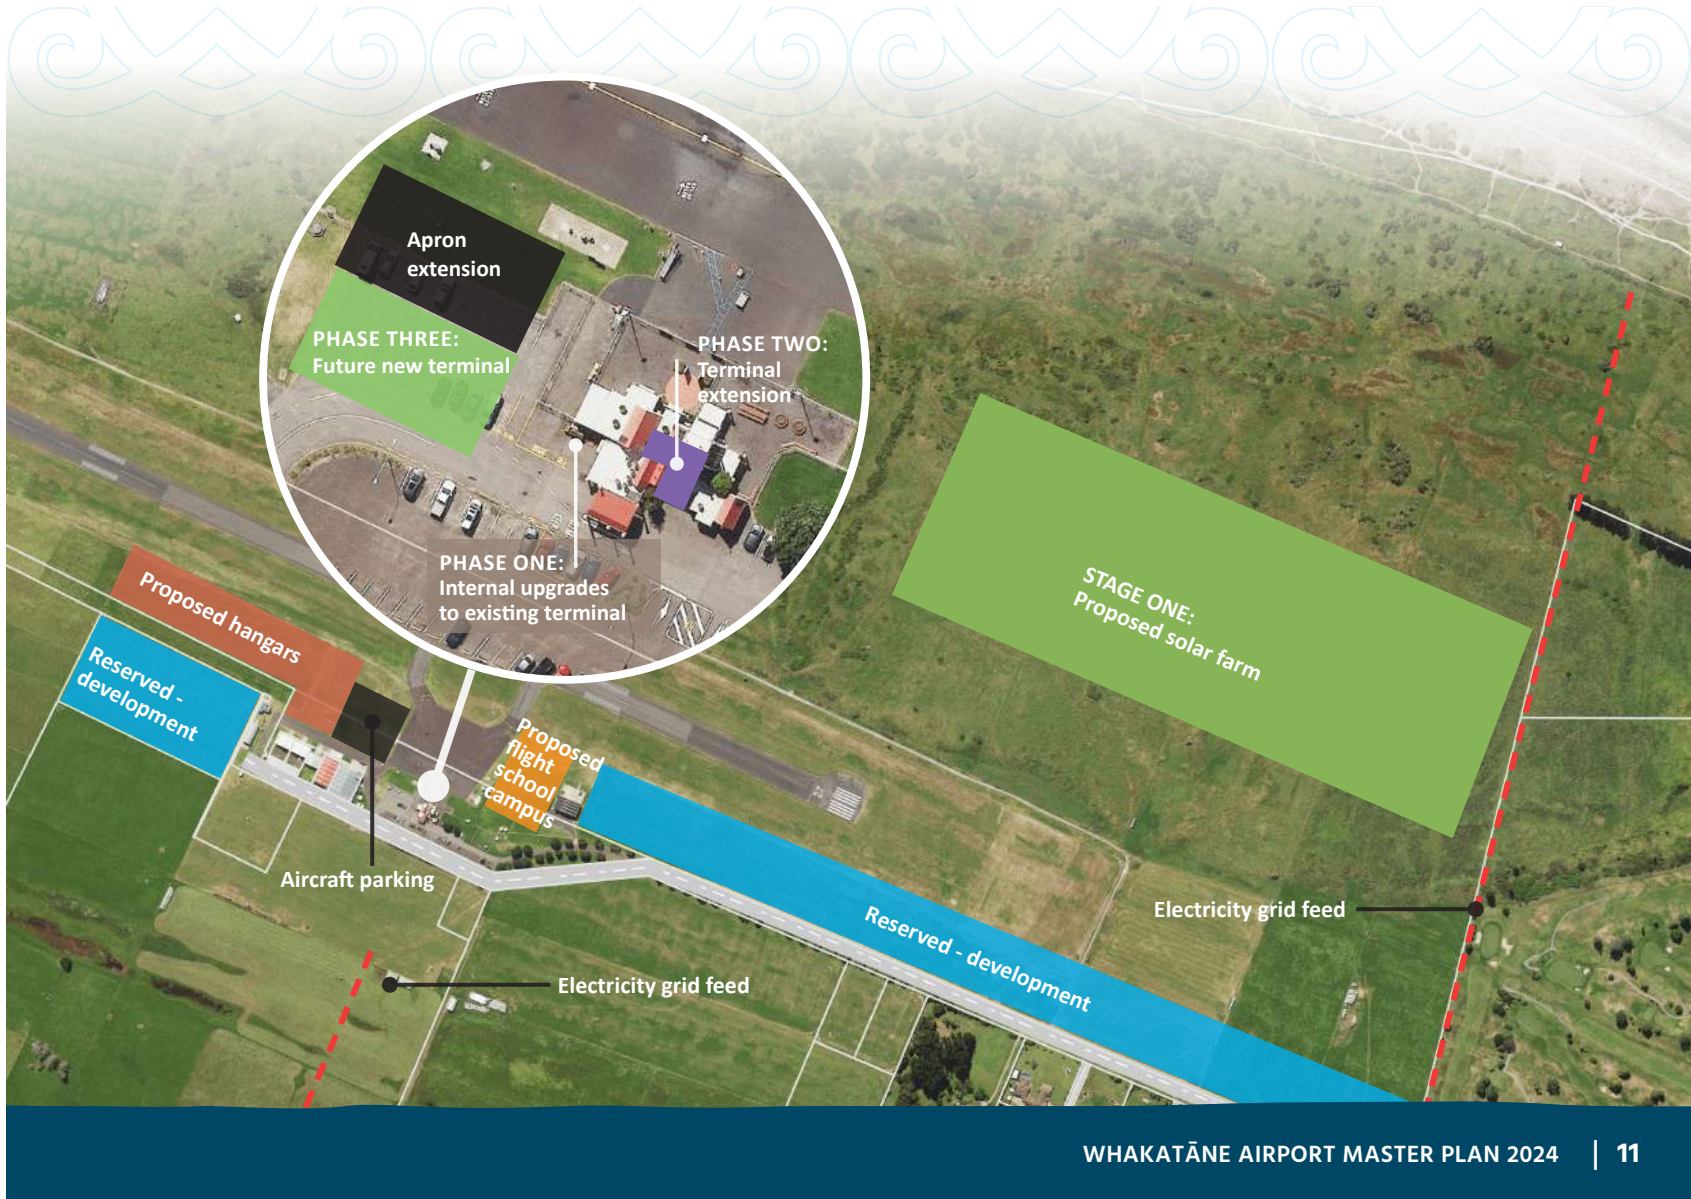 Apron
extension
PHASE THREE:
Future new terminal
PHASE TWO:
Terminal
extension
PHASE ONE:
Internal upgrades
to existing terminal
STAGE ONE:
Proposed solar farm
Proposed hangars
Reserved -
development
Proposed
flight
school
campus
Aircraft parking
Reserved - development
Electricity grid feed
Electricity grid feed
WHAKATĀNE AIRPORT MASTER PLAN 2024 | 11